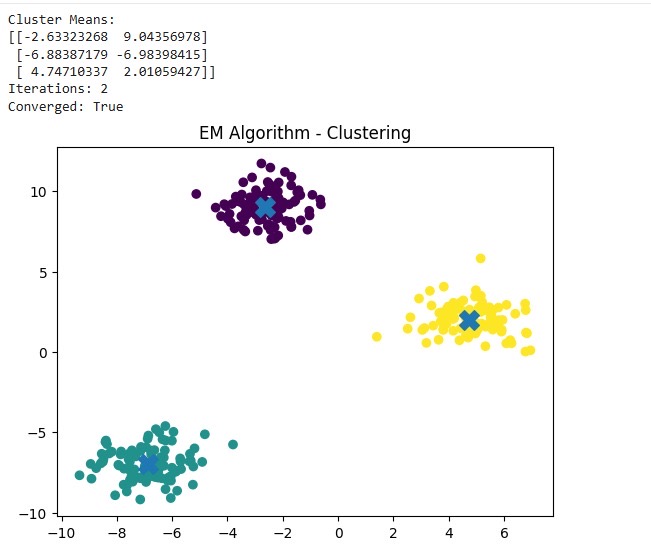 Cluster Means:
[[-2.63323268  9.04356978]
 [-6.88387179 -6.98398415]
 [ 4.74710337  2.01059427]]
Iterations: 2
Converged: True
EM Algorithm - Clustering
10
5
0
−5
−10
−10 −8 −6 −4 −2 0 2 4 6